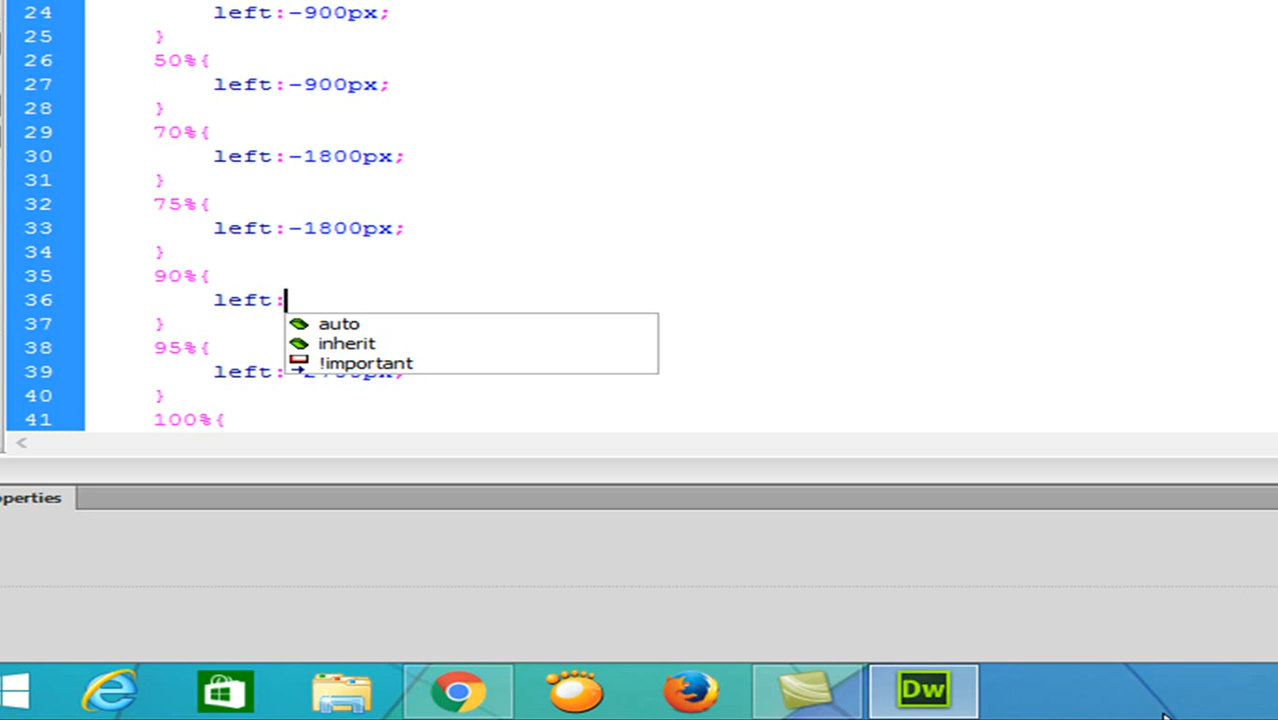 24 left:-900px;
25 }
26 50%{
27 left:-900px;
28 }
29 70%{
30 left:-1800px;
31 }
32 75%{
33 left:-1800px;
34 }
35 90%{
36 left:
auto
37 }
inherit
38 95%{
!important
39 left:
40 }
41 100%{
<
operties
Dw